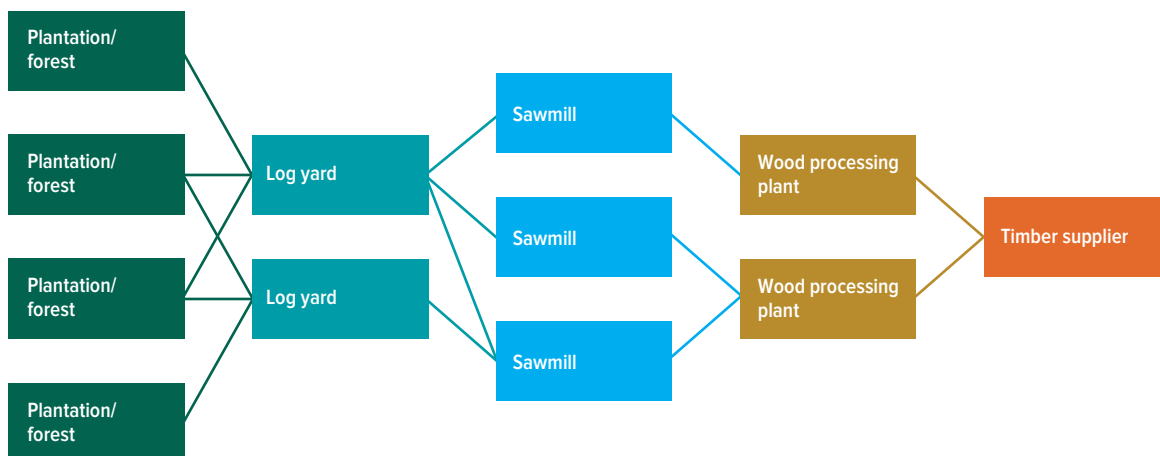 Plantation/
forest
Plantation/
forest
Plantation/
forest
Plantation/
forest
Log yard
Log yard
Sawmill
Sawmill
Sawmill
Wood processing
plant
Wood processing
plant
Timber supplier